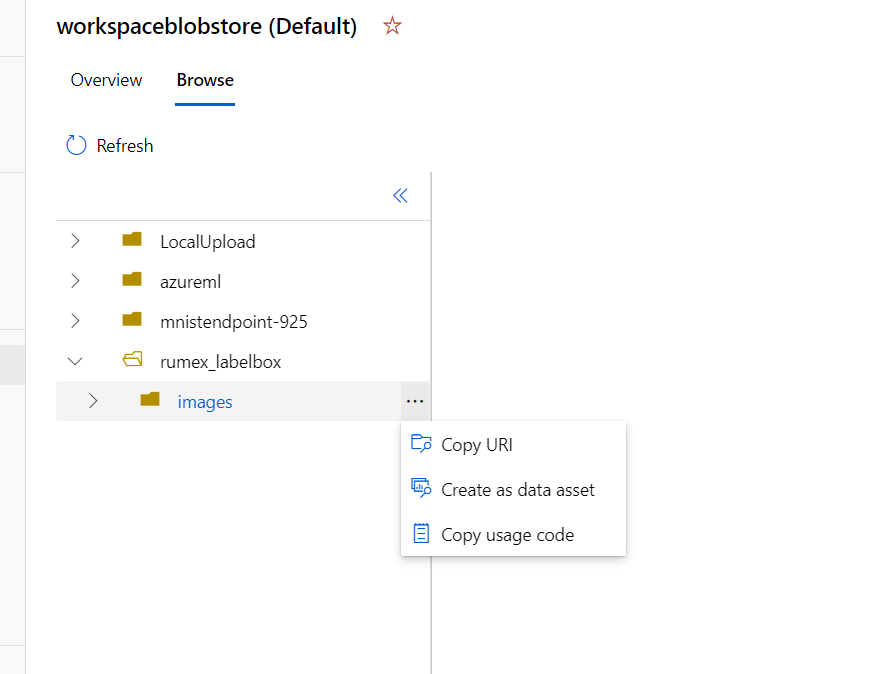 workspaceblobstore (Default)
Overview Browse
Refresh
LocalUpload
azureml
mnistendpoint-925
rumex_labelbox
images
Copy URI
Create as data asset
Copy usage code